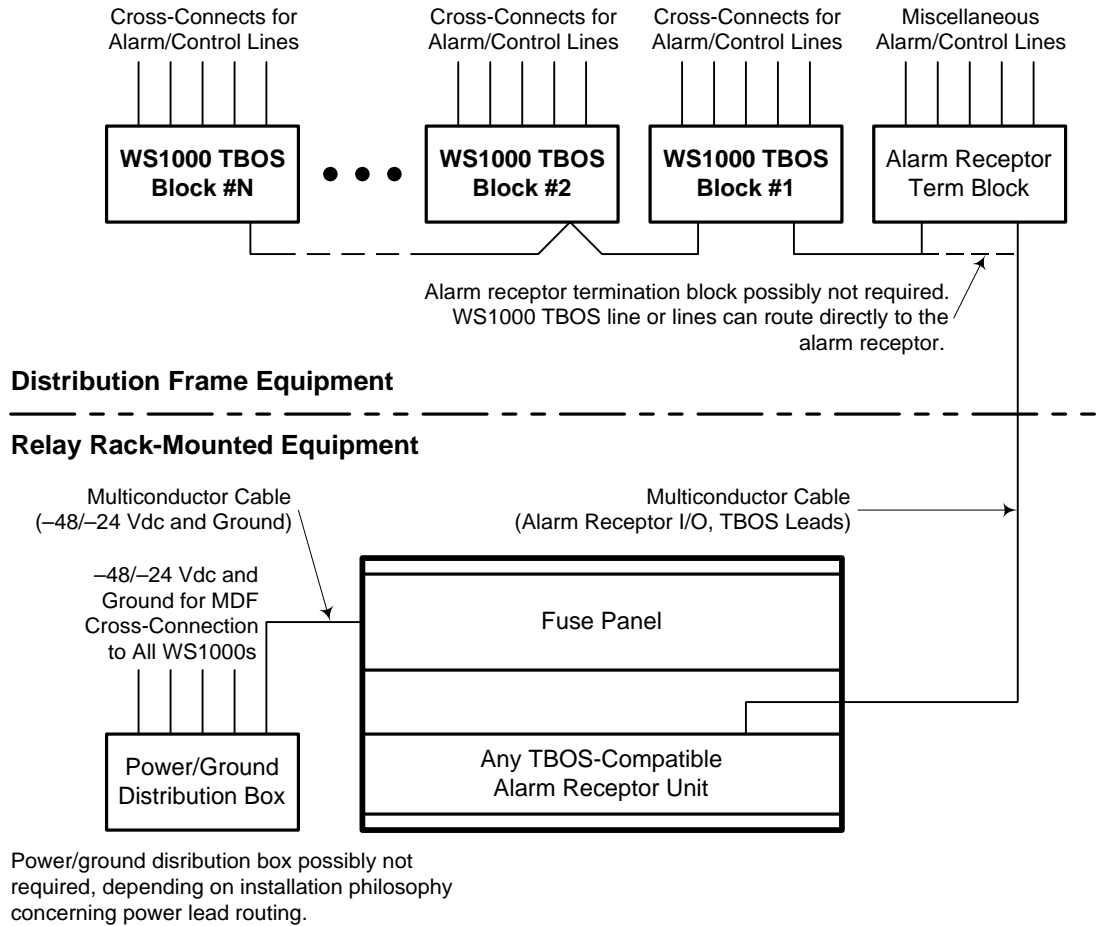 Cross-Connects for
Alarm/Control Lines
Cross-Connects for
Alarm/Control Lines
Cross-Connects for
Alarm/Control Lines
Miscellaneous
Alarm/Control Lines
WS1000 TBOS
Block #N
WS1000 TBOS
Block #2
WS1000 TBOS
Block #1
Alarm Receptor
Term Block
Alarm receptor termination block possibly not required.
WS1000 TBOS line or lines can route directly to the
alarm receptor.
Distribution Frame Equipment
Relay Rack-Mounted Equipment
Multiconductor Cable
(–48/–24 Vdc and Ground)
Multiconductor Cable
(Alarm Receptor I/O, TBOS Leads)
–48/–24 Vdc and
Ground for MDF
Cross-Connection
to All WS1000s
Fuse Panel
Power/Ground
Distribution Box
Any TBOS-Compatible
Alarm Receptor Unit
Power/ground disribution box possibly not
required, depending on installation philosophy
concerning power lead routing.